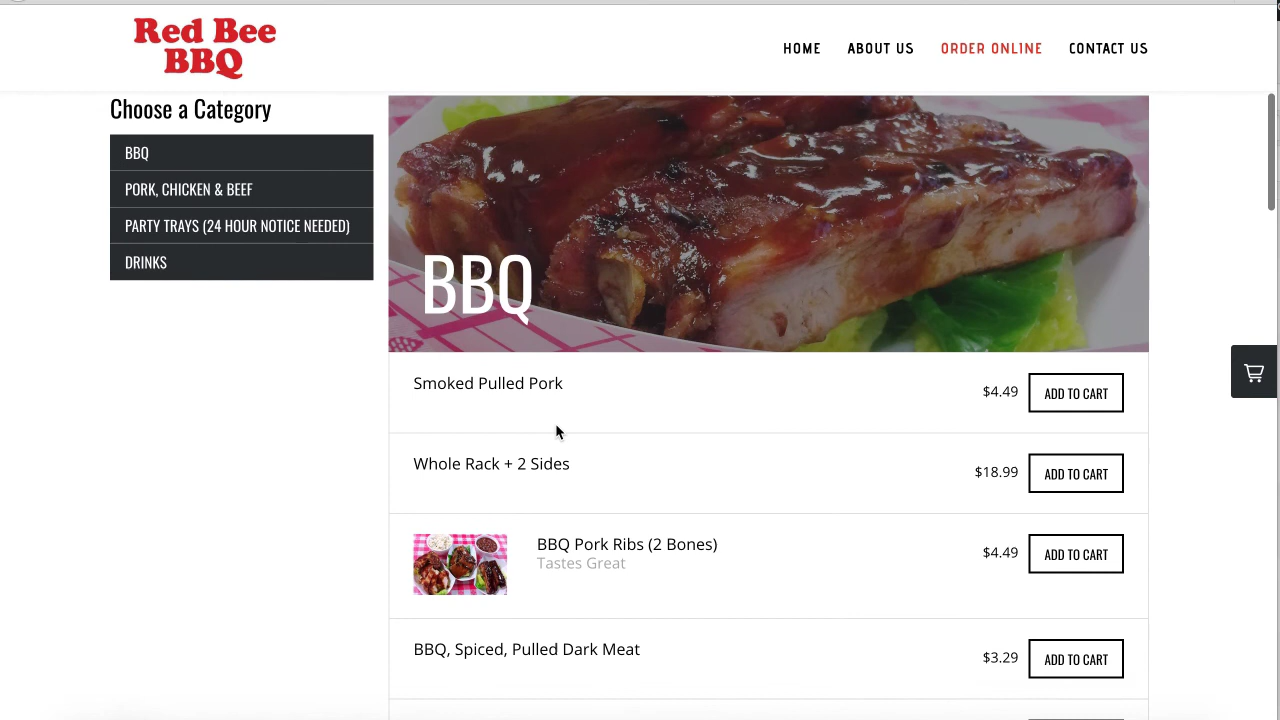 Red Bee
BBQ
HOME ABOUT US ORDER ONLINE CONTACT US
Choose a Category
BBQ
PORK, CHICKEN & BEEF
PARTY TRAYS (24 HOUR NOTICE NEEDED)
DRINKS
BBQ
Smoked Pulled Pork $4.49 ADD TO CART
Whole Rack + 2 Sides $18.99 ADD TO CART
BBQ Pork Ribs (2 Bones) $4.49 ADD TO CART
Tastes Great
BBQ, Spiced, Pulled Dark Meat $3.29 ADD TO CART